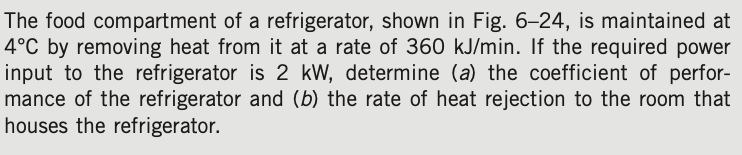 The food compartment of a refrigerator, shown in Fig. 6–24, is maintained at
4°C by removing heat from it at a rate of 360 kJ/min. If the required power
input to the refrigerator is 2 kW, determine (a) the coefficient of perfor-
mance of the refrigerator and (b) the rate of heat rejection to the room that
houses the refrigerator.